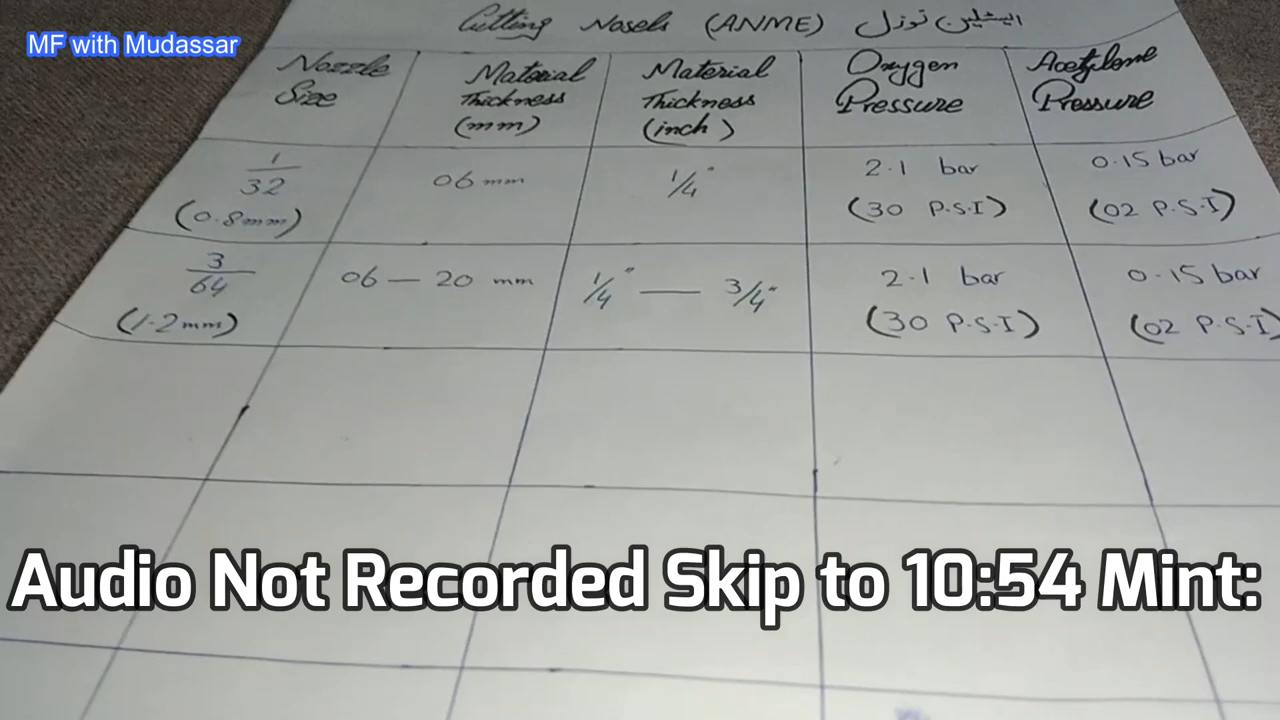 MF with Mudassar
Cutting Nosels (ANME) ایسٹیلین نوزل
Nozzle Size
Material Thickness (mm)
Material Thickness (inch)
Oxygen Pressure
Acetylene Pressure
1/32 (0.8mm)
06 mm
1/4"
2.1 bar (30 P.S.I)
0.15 bar (02 P.S.I)
3/64 (1.2mm)
06 — 20 mm
1/4" — 3/4"
2.1 bar (30 P.S.I)
0.15 bar (02 P.S.I)
Audio Not Recorded Skip to 10:54 Mint: